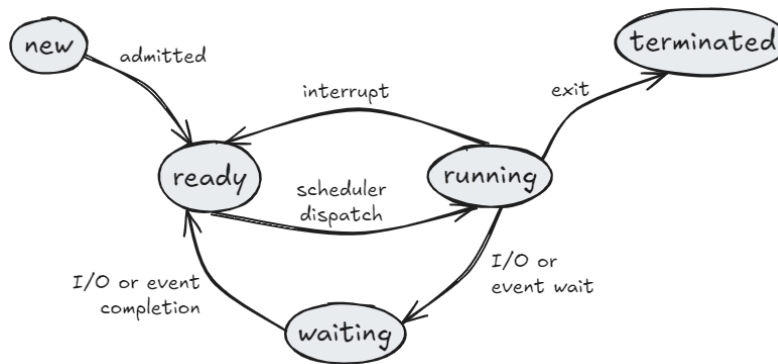 new
terminated
admitted
interrupt
exit
ready
running
scheduler
dispatch
I/O or event
completion
I/O or
event wait
waiting